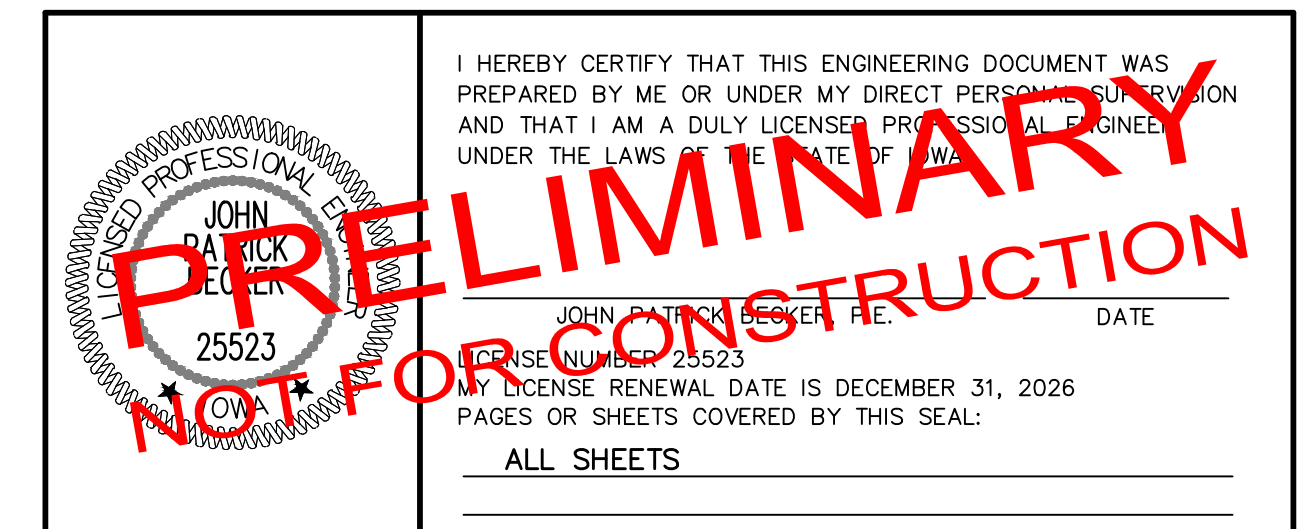 LICENSED PROFESSIONAL ENGINEER
JOHN
PATRICK
BECKER
25523
IOWA
I HEREBY CERTIFY THAT THIS ENGINEERING DOCUMENT WAS
PREPARED BY ME OR UNDER MY DIRECT PERSONAL SUPERVISION
AND THAT I AM A DULY LICENSED PROFESSIONAL ENGINEER
UNDER THE LAWS OF THE STATE OF IOWA
JOHN PATRICK BECKER, P.E.
DATE
LICENSE NUMBER 25523
MY LICENSE RENEWAL DATE IS DECEMBER 31, 2026
PAGES OR SHEETS COVERED BY THIS SEAL:
ALL SHEETS
PRELIMINARY
NOT FOR CONSTRUCTION